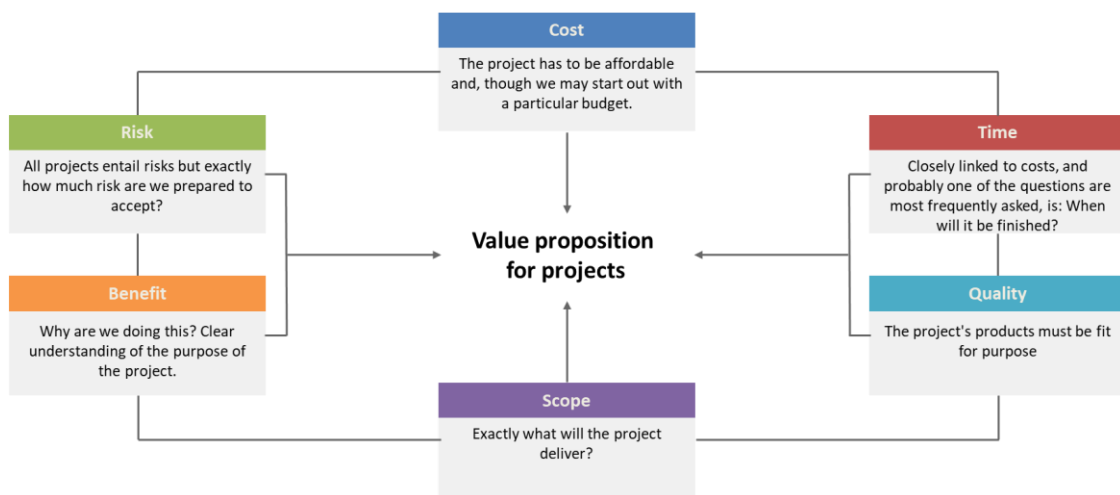 Cost
The project has to be affordable
and, though we may start out with
a particular budget.
Risk
All projects entail risks but exactly
how much risk are we prepared to
accept?
Time
Closely linked to costs, and
probably one of the questions are
most frequently asked, is: When
will it be finished?
Value proposition
for projects
Benefit
Why are we doing this? Clear
understanding of the purpose of
the project.
Quality
The project's products must be fit
for purpose
Scope
Exactly what will the project
deliver?